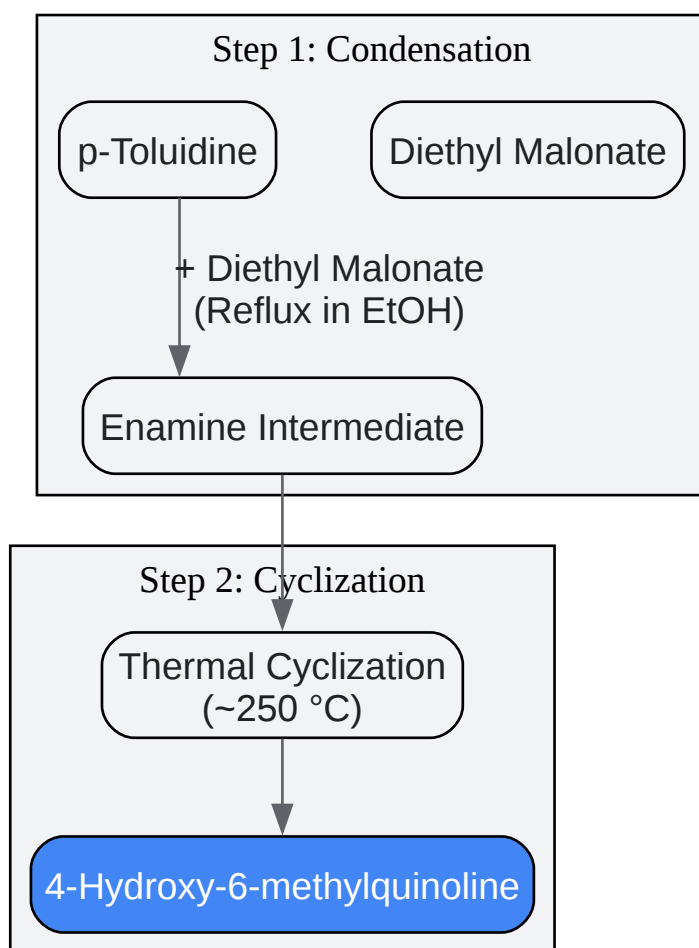 Step 1: Condensation
p-Toluidine
Diethyl Malonate
+ Diethyl Malonate
(Reflux in EtOH)
Enamine Intermediate
Step 2: Cyclization
Thermal Cyclization
(~250 °C)
4-Hydroxy-6-methylquinoline